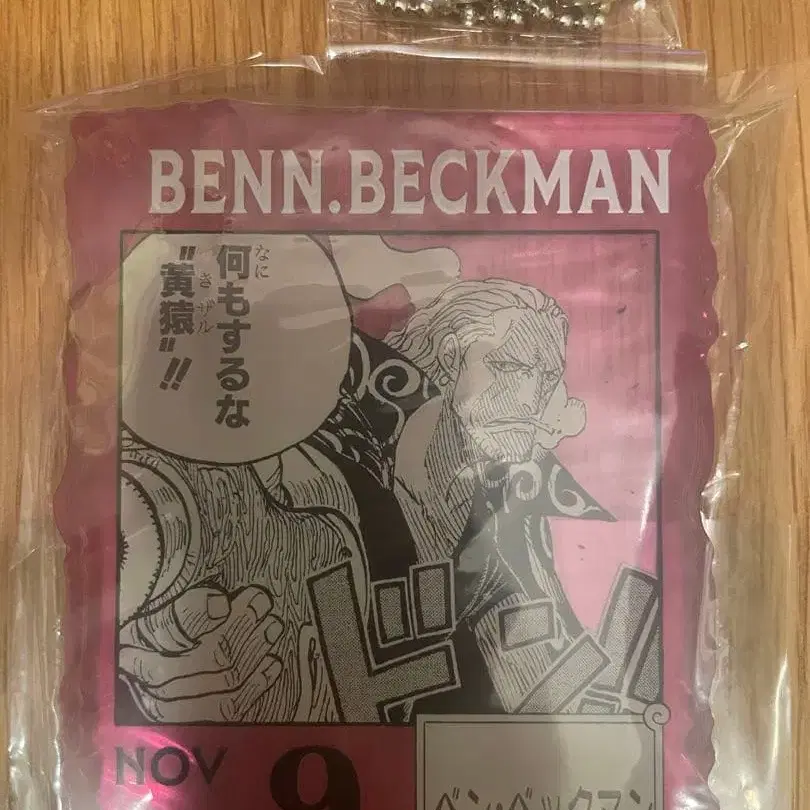 BENN.BECKMAN
何もするな
なに
"黄猿"!!
きザル
ドン
NOV
9
ベン・ベックマン